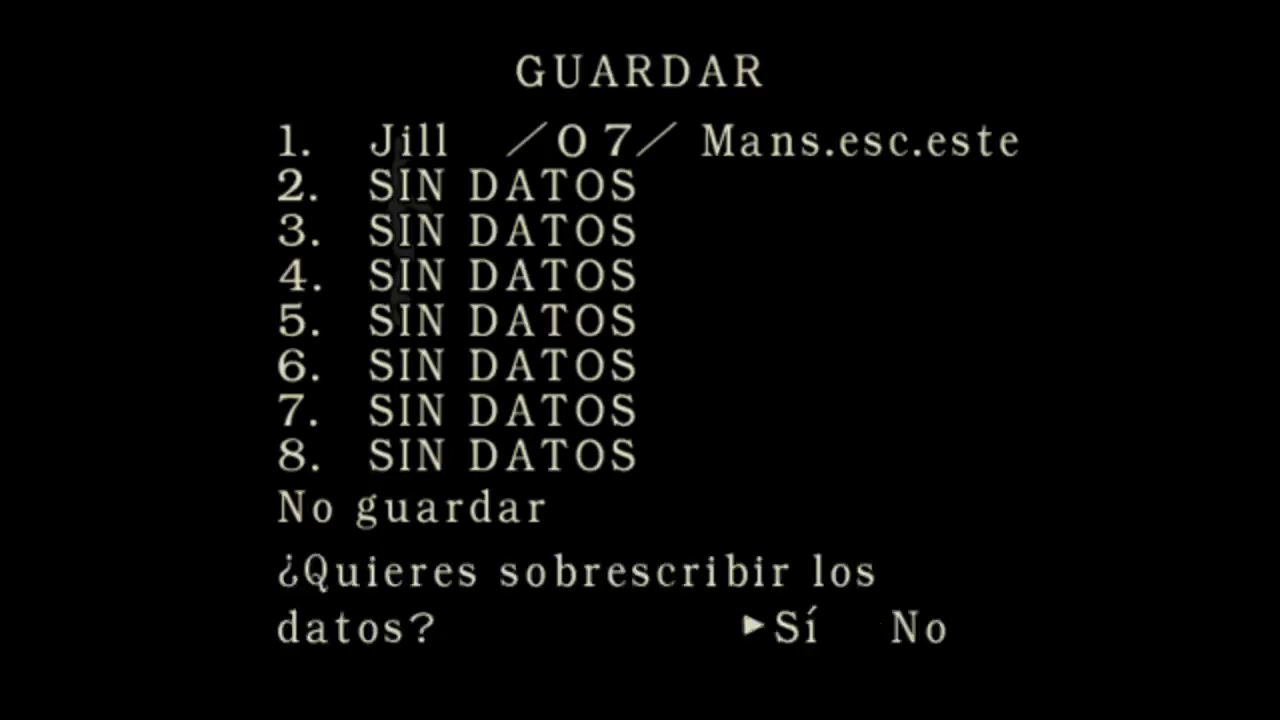 GUARDAR
1. Jill ／07／ Mans.esc.este
2. SIN DATOS
3. SIN DATOS
4. SIN DATOS
5. SIN DATOS
6. SIN DATOS
7. SIN DATOS
8. SIN DATOS
No guardar
¿Quieres sobrescribir los
datos? ►Sí No